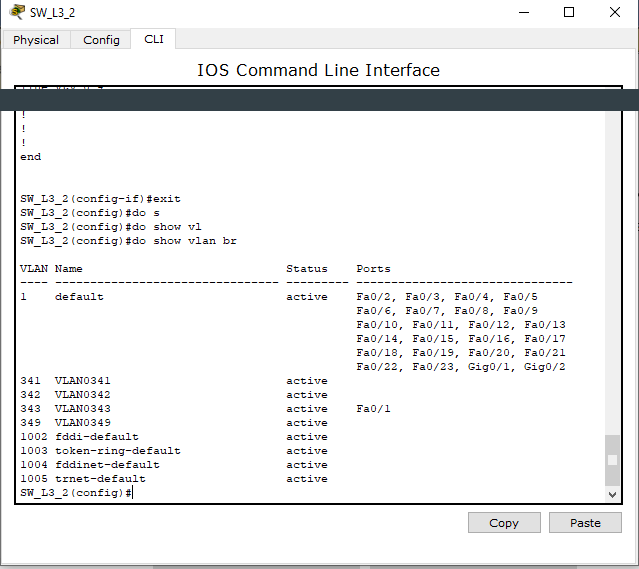 SW_L3_2
Physical Config CLI
IOS Command Line Interface
!
!
!
end
SW_L3_2(config-if)#exit
SW_L3_2(config)#do s
SW_L3_2(config)#do show vl
SW_L3_2(config)#do show vlan br
VLAN Name                             Status    Ports
---- -------------------------------- --------- -------------------------------
1    default                          active    Fa0/2, Fa0/3, Fa0/4, Fa0/5
                                                Fa0/6, Fa0/7, Fa0/8, Fa0/9
                                                Fa0/10, Fa0/11, Fa0/12, Fa0/13
                                                Fa0/14, Fa0/15, Fa0/16, Fa0/17
                                                Fa0/18, Fa0/19, Fa0/20, Fa0/21
                                                Fa0/22, Fa0/23, Gig0/1, Gig0/2
341  VLAN0341                         active
342  VLAN0342                         active
343  VLAN0343                         active    Fa0/1
349  VLAN0349                         active
1002 fddi-default                     active
1003 token-ring-default               active
1004 fddinet-default                  active
1005 trnet-default                    active
SW_L3_2(config)#
Copy Paste